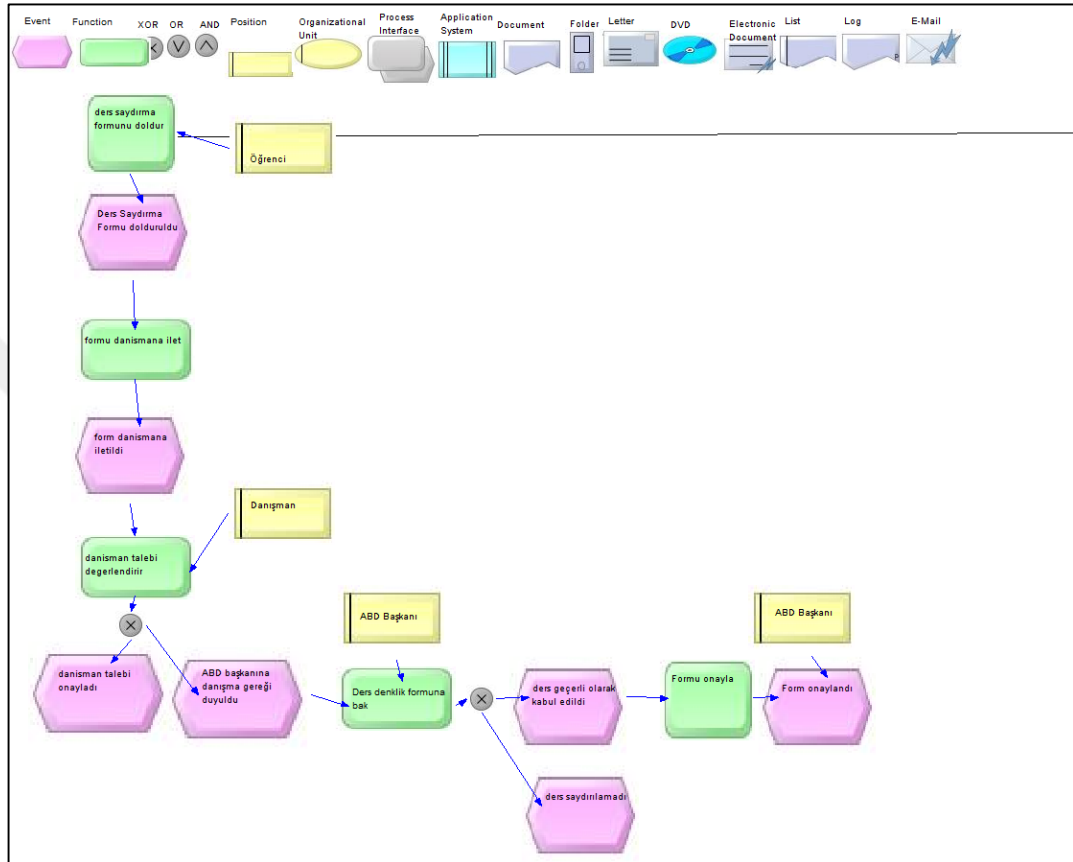 Event
Function
XOR
OR
AND
Position
Organizational
Unit
Process
Interface
Application
System
Document
Folder
Letter
DVD
Electronic
Document
List
Log
E-Mail
ders saydırma
formunu doldur
Öğrenci
Ders Saydırma
Formu dolduruldu
formu danismana ilet
form danismana
iletildi
Danışman
danisman talebi
degerlendirir
ABD Başkanı
ABD Başkanı
danisman talebi
onayladı
ABD başkanına
danışma gereği
duyuldu
Ders denklik formuna
bak
ders geçerli olarak
kabul edildi
Formu onayla
Form onaylandı
ders saydırılamadı